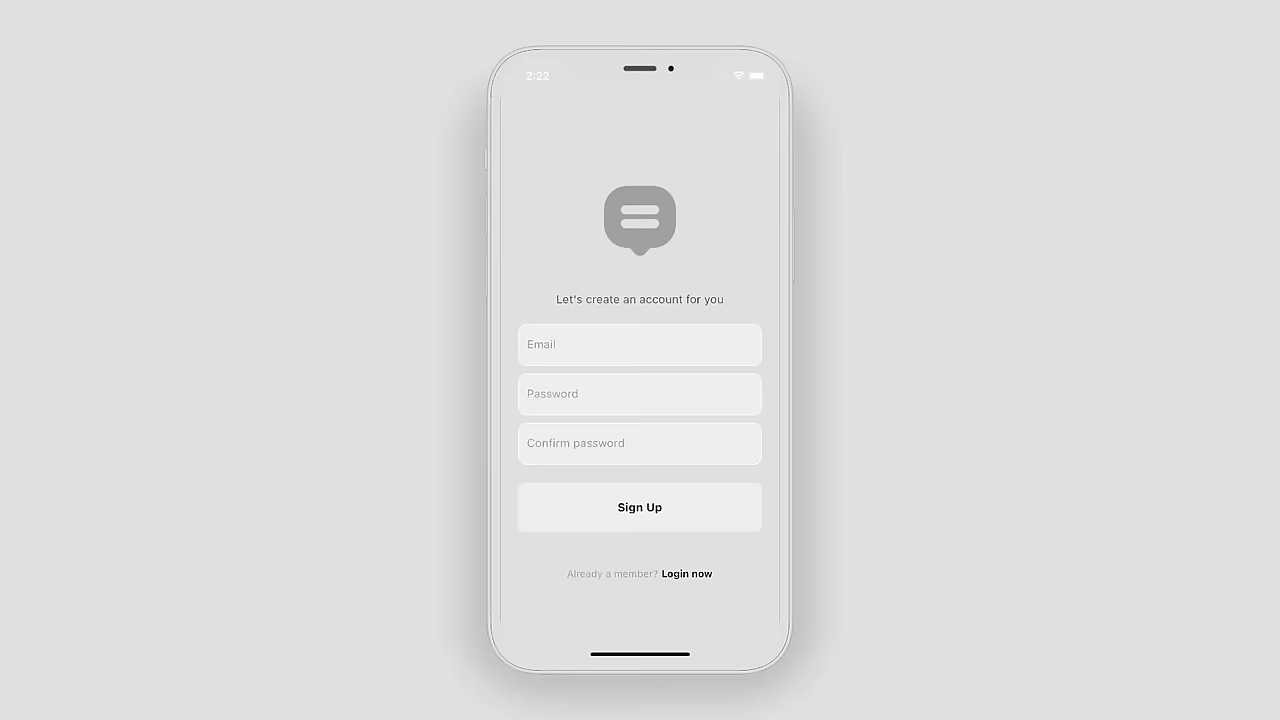 2:22
Let's create an account for you
Email
Password
Confirm password
Sign Up
Already a member? Login now